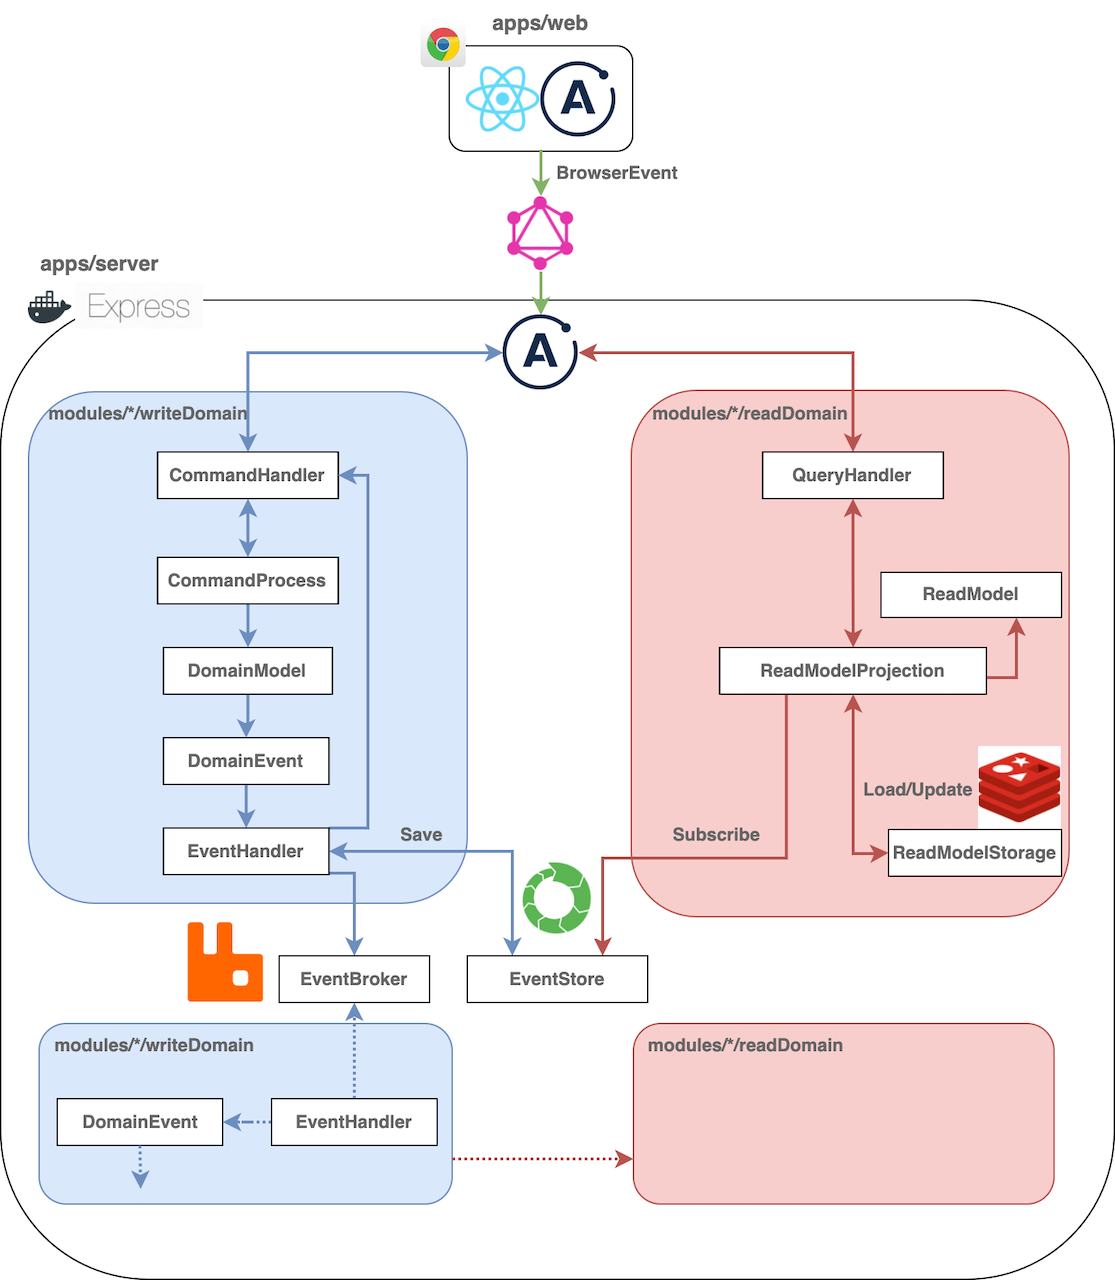 apps/web
A
BrowserEvent
apps/server
Express
A
modules/*/writeDomain
modules/*/readDomain
CommandHandler
QueryHandler
CommandProcess
ReadModel
DomainModel
ReadModelProjection
DomainEvent
Load/Update
Save
Subscribe
EventHandler
ReadModelStorage
EventBroker
EventStore
modules/*/writeDomain
modules/*/readDomain
DomainEvent
EventHandler